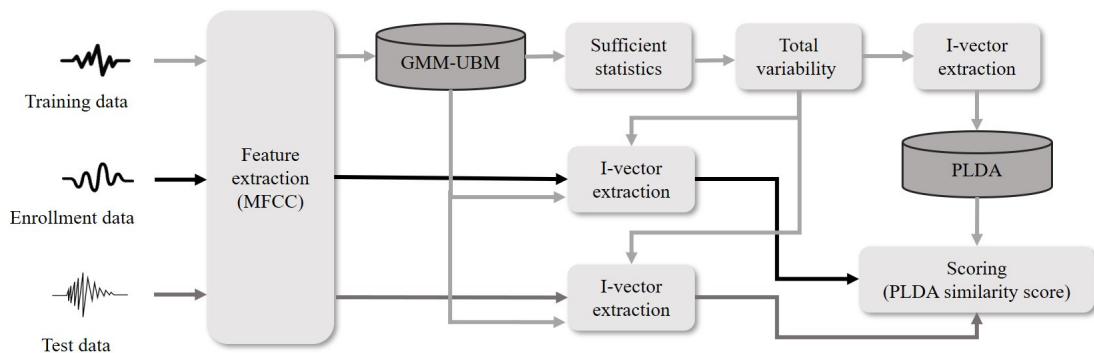 Training data
Enrollment data
Test data
Feature
extraction
(MFCC)
GMM-UBM
Sufficient
statistics
Total
variability
I-vector
extraction
I-vector
extraction
PLDA
I-vector
extraction
Scoring
(PLDA similarity score)